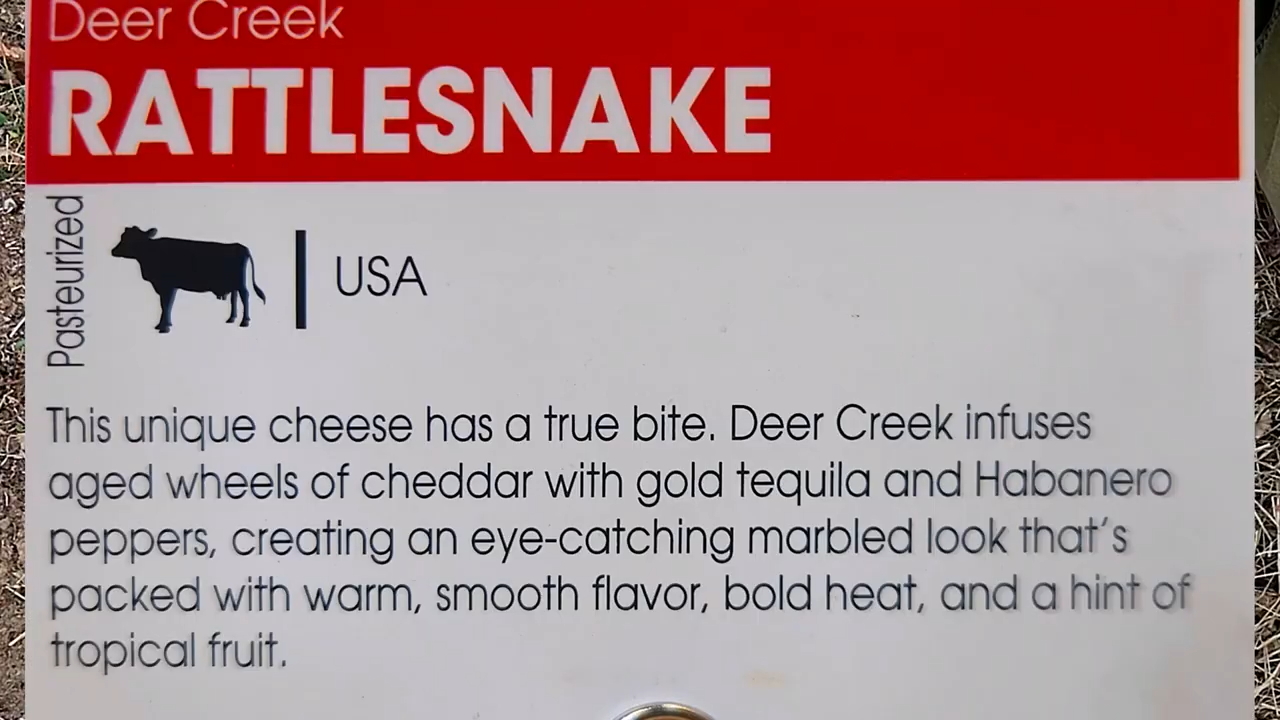 Deer Creek
RATTLESNAKE
Pasteurized
USA
This unique cheese has a true bite. Deer Creek infuses
aged wheels of cheddar with gold tequila and Habanero
peppers, creating an eye-catching marbled look that's
packed with warm, smooth flavor, bold heat, and a hint of
tropical fruit.